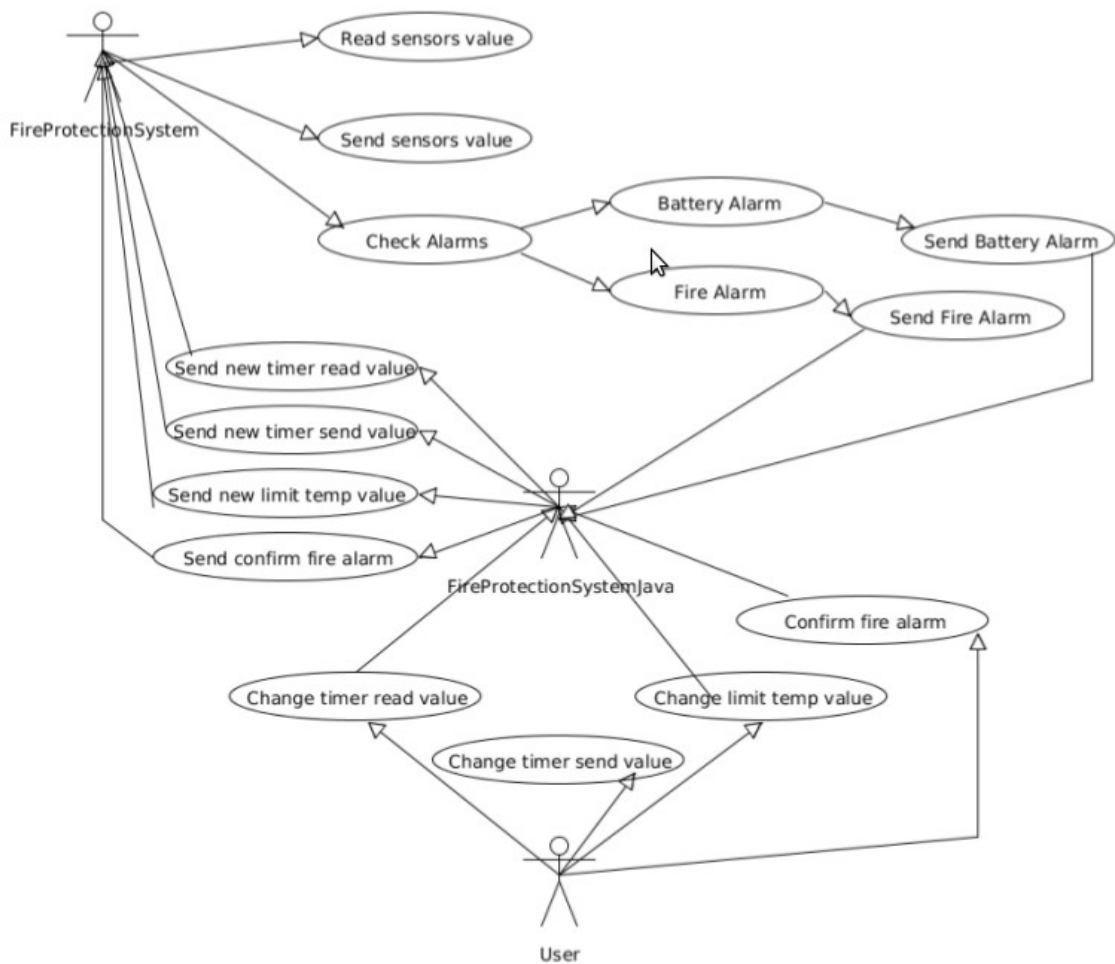 Read sensors value
FireProtectionSystem
Send sensors value
Battery Alarm
Check Alarms
Send Battery Alarm
Fire Alarm
Send Fire Alarm
Send new timer read value
Send new timer send value
Send new limit temp value
Send confirm fire alarm
FireProtectionSystemJava
Confirm fire alarm
Change timer read value
Change limit temp value
Change timer send value
User